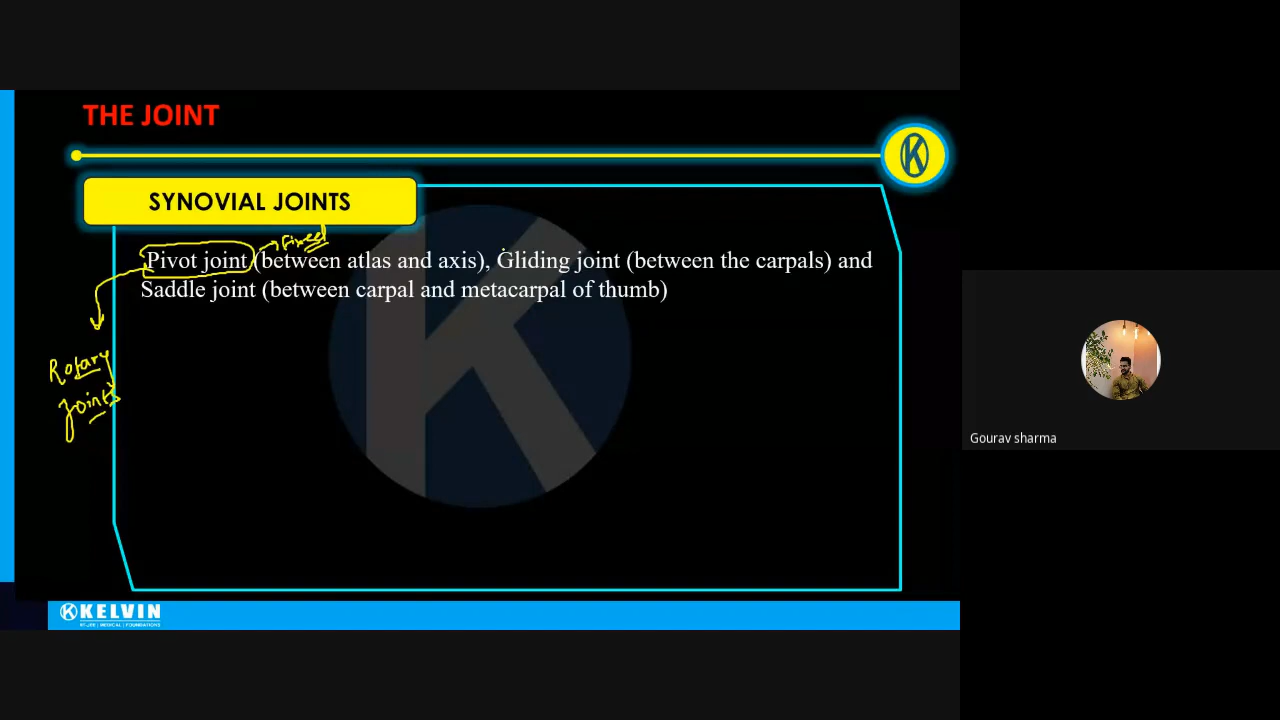 THE JOINT
SYNOVIAL JOINTS
Fixed
Pivot joint (between atlas and axis), Gliding joint (between the carpals) and
Saddle joint (between carpal and metacarpal of thumb)
Rotary
Joints
Gourav sharma
KELVIN